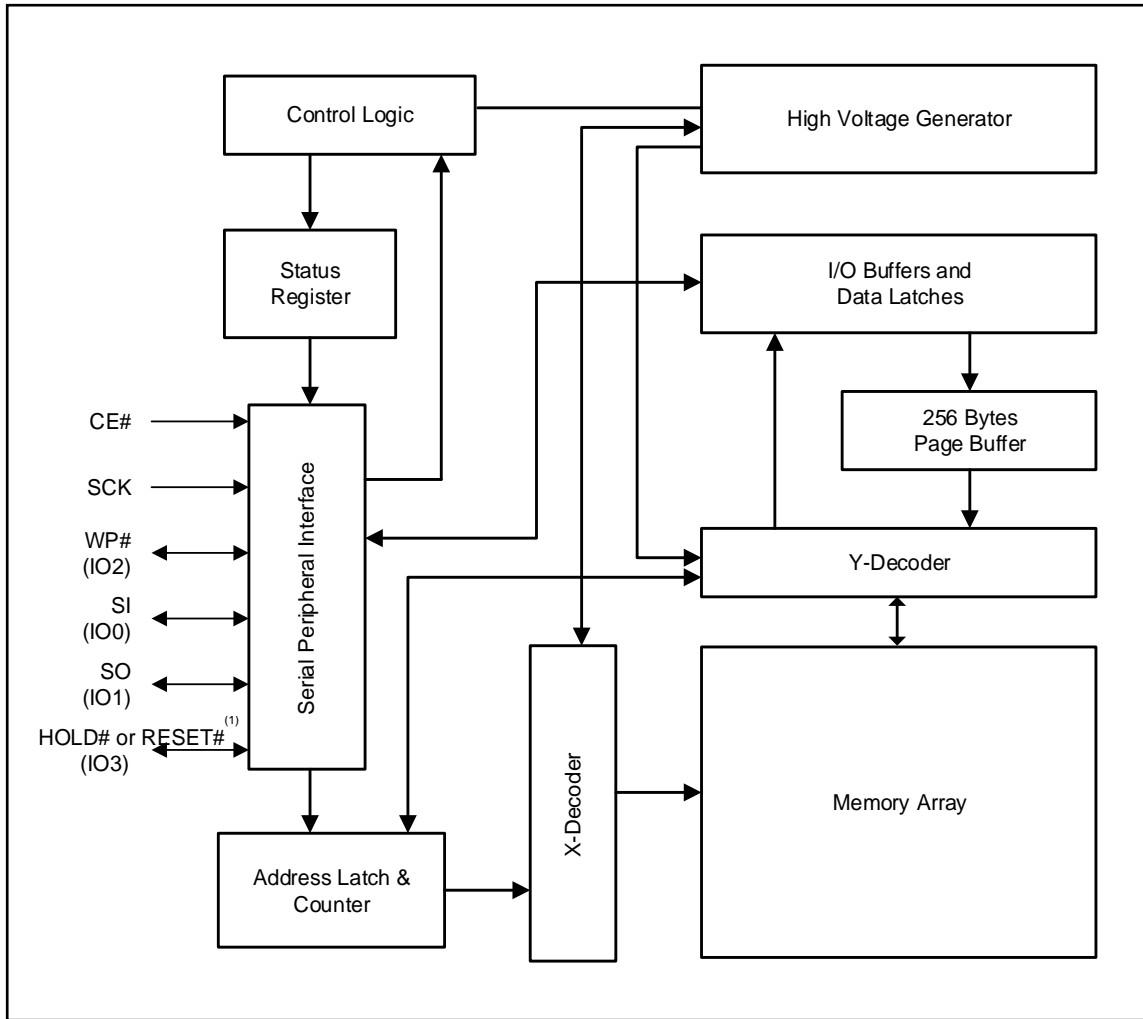 Control Logic
High Voltage Generator
Status
Register
I/O Buffers and
Data Latches
256 Bytes
Page Buffer
CE#
SCK
WP#
(IO2)
SI
(IO0)
SO
(IO1)
HOLD# or RESET#(1)
(IO3)
Serial Peripheral Interface
Y-Decoder
X-Decoder
Memory Array
Address Latch &
Counter